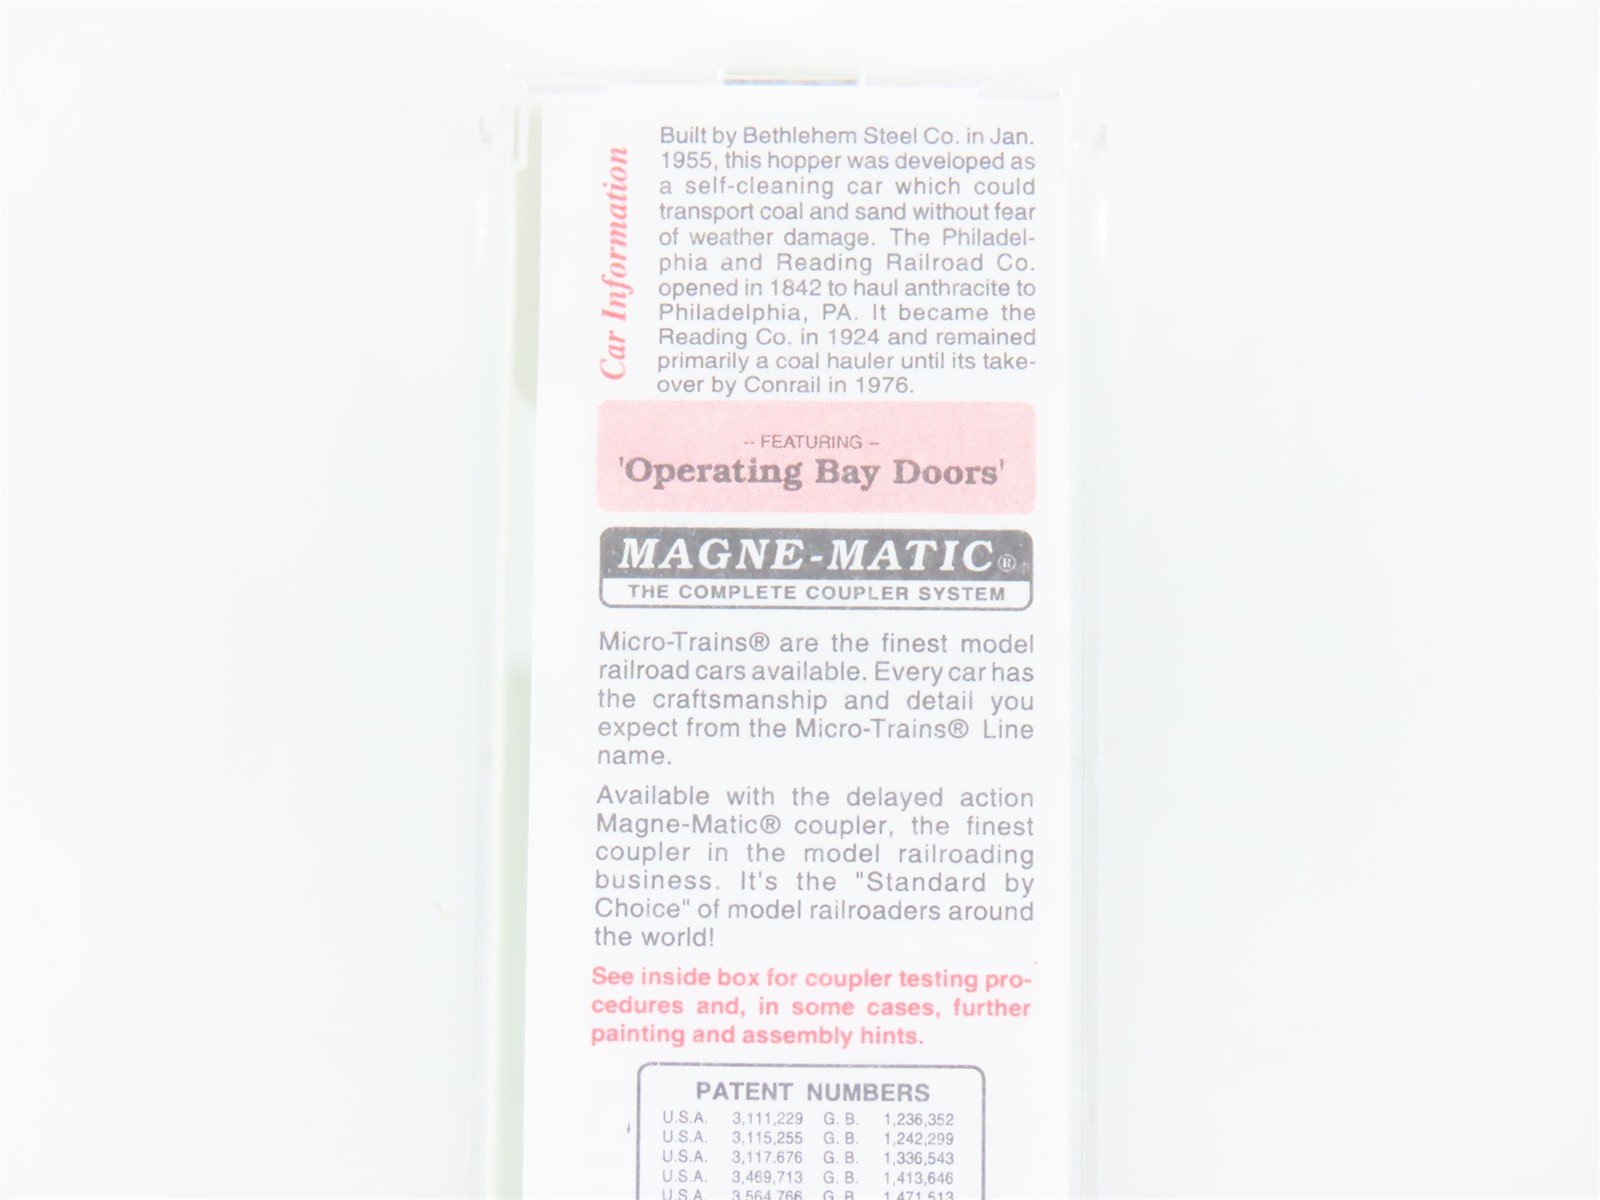 Car Information
Built by Bethlehem Steel Co. in Jan.
1955, this hopper was developed as
a self-cleaning car which could
transport coal and sand without fear
of weather damage. The Philadel-
phia and Reading Railroad Co.
opened in 1842 to haul anthracite to
Philadelphia, PA. It became the
Reading Co. in 1924 and remained
primarily a coal hauler until its take-
over by Conrail in 1976.
-- FEATURING --
'Operating Bay Doors'
MAGNE-MATIC®
THE COMPLETE COUPLER SYSTEM
Micro-Trains® are the finest model
railroad cars available. Every car has
the craftsmanship and detail you
expect from the Micro-Trains® Line
name.
Available with the delayed action
Magne-Matic® coupler, the finest
coupler in the model railroading
business. It's the "Standard by
Choice" of model railroaders around
the world!
See inside box for coupler testing pro-
cedures and, in some cases, further
painting and assembly hints.
PATENT NUMBERS
U.S.A. 3,111,229 G. B. 1,236,352
U.S.A. 3,115,255 G. B. 1,242,299
U.S.A. 3,117,676 G. B. 1,336,543
U.S.A. 3,469,713 G. B. 1,413,646
U.S.A. 3,564,766 G. B. 1,471,513